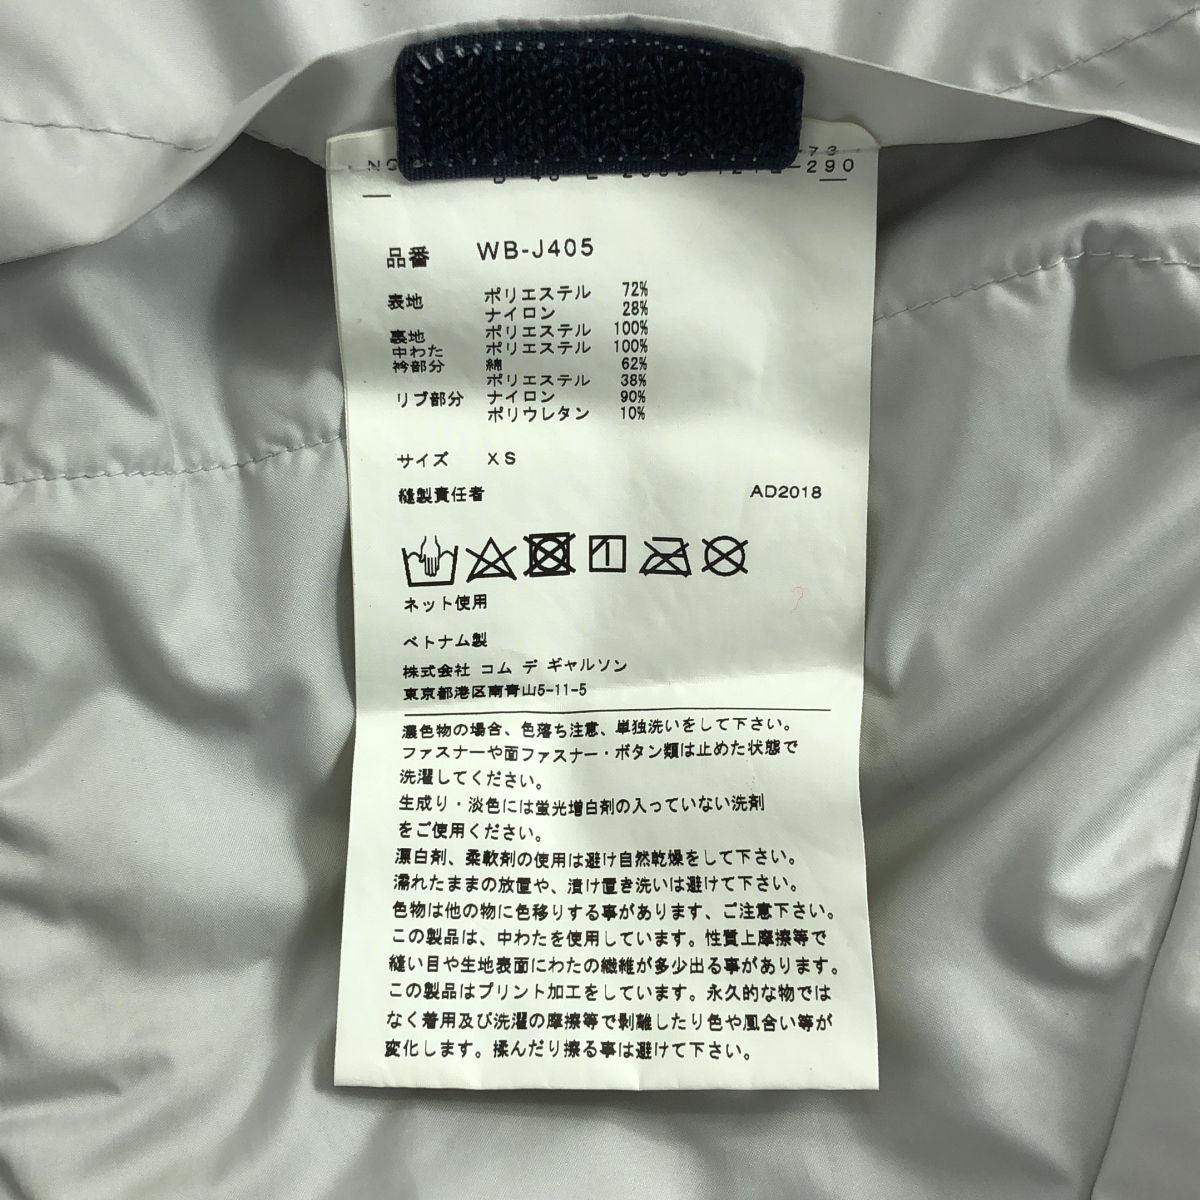 -290
品番 WB-J405
表地 ポリエステル 72%
ナイロン 28%
裏地 ポリエステル 100%
中わた ポリエステル 100%
衿部分 綿 62%
ポリエステル 38%
リブ部分 ナイロン 90%
ポリウレタン 10%
サイズ XS
縫製責任者 AD2018
ネット使用
ベトナム製
株式会社 コム デ ギャルソン
東京都港区南青山5-11-5
濃色物の場合、色落ち注意、単独洗いをして下さい。
ファスナーや面ファスナー・ボタン類は止めた状態で
洗濯してください。
生成り・淡色には蛍光増白剤の入っていない洗剤
をご使用ください。
漂白剤、柔軟剤の使用は避け自然乾燥をして下さい。
濡れたままの放置や、漬け置き洗いは避けて下さい。
色物は他の物に色移りする事があります、ご注意下さい。
この製品は、中わたを使用しています。性質上摩擦等で
縫い目や生地表面にわたの繊維が多少出る事があります。
この製品はプリント加工をしています。永久的な物では
なく着用及び洗濯の摩擦等で剥離したり色や風合い等が
変化します。揉んだり擦る事は避けて下さい。